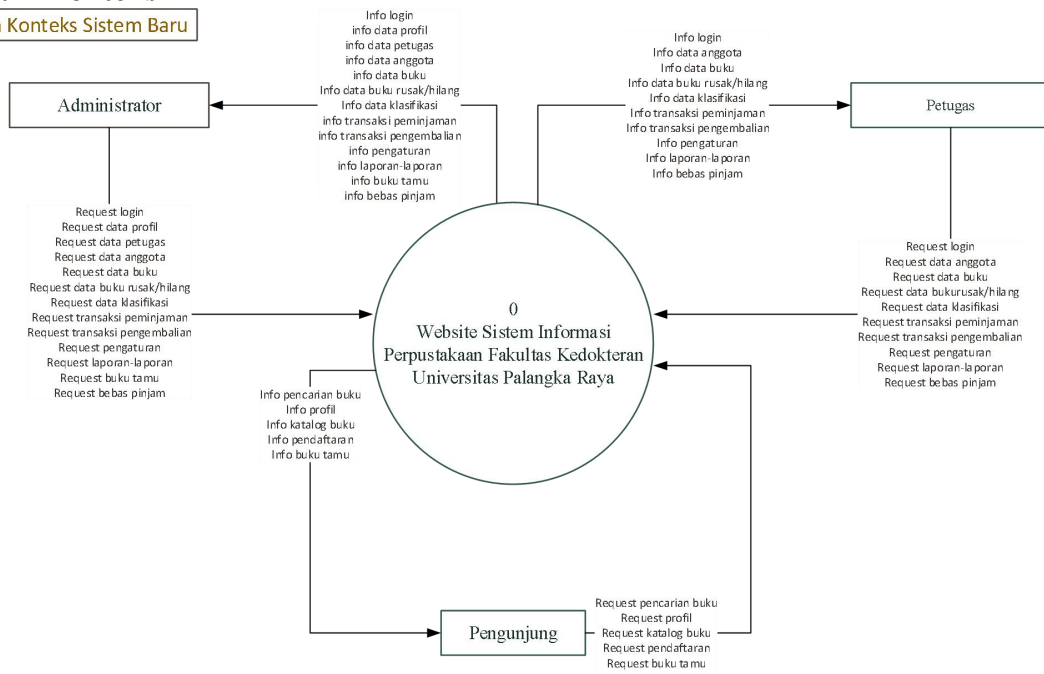 Konteks Sistem Baru
Info login
info data profil
info data petugas
info data anggota
info data buku
Info data buku rusak/hilang
Info data klasifikasi
info transaksi peminjaman
info transaksi pengembalian
info pengaturan
info laporan-laporan
info buku tamu
info bebas pinjam
Info login
Info data anggota
Info data buku
Info data buku rusak/hilang
Info data klasifikasi
Info transaksi peminjaman
Info transaksi pengembalian
Info pengaturan
Info laporan-laporan
Info bebas pinjam
Administrator
Petugas
Request login
Request data profil
Request data petugas
Request data anggota
Request data buku
Request data buku rusak/hilang
Request data klasifikasi
Request transaksi peminjaman
Request transaksi pengembalian
Request pengaturan
Request laporan-laporan
Request buku tamu
Request bebas pinjam
0
Website Sistem Informasi
Perpustakaan Fakultas Kedokteran
Universitas Palangka Raya
Request login
Request data anggota
Request data buku
Request data bukurusak/hilang
Request data klasifikasi
Request transaksi peminjaman
Request transaksi pengembalian
Request pengaturan
Request laporan-laporan
Request bebas pinjam
Info pencarian buku
Info profil
Info katalog buku
Info pendaftaran
Info buku tamu
Pengunjung
Request pencarian buku
Request profil
Request katalog buku
Request pendaftaran
Request buku tamu